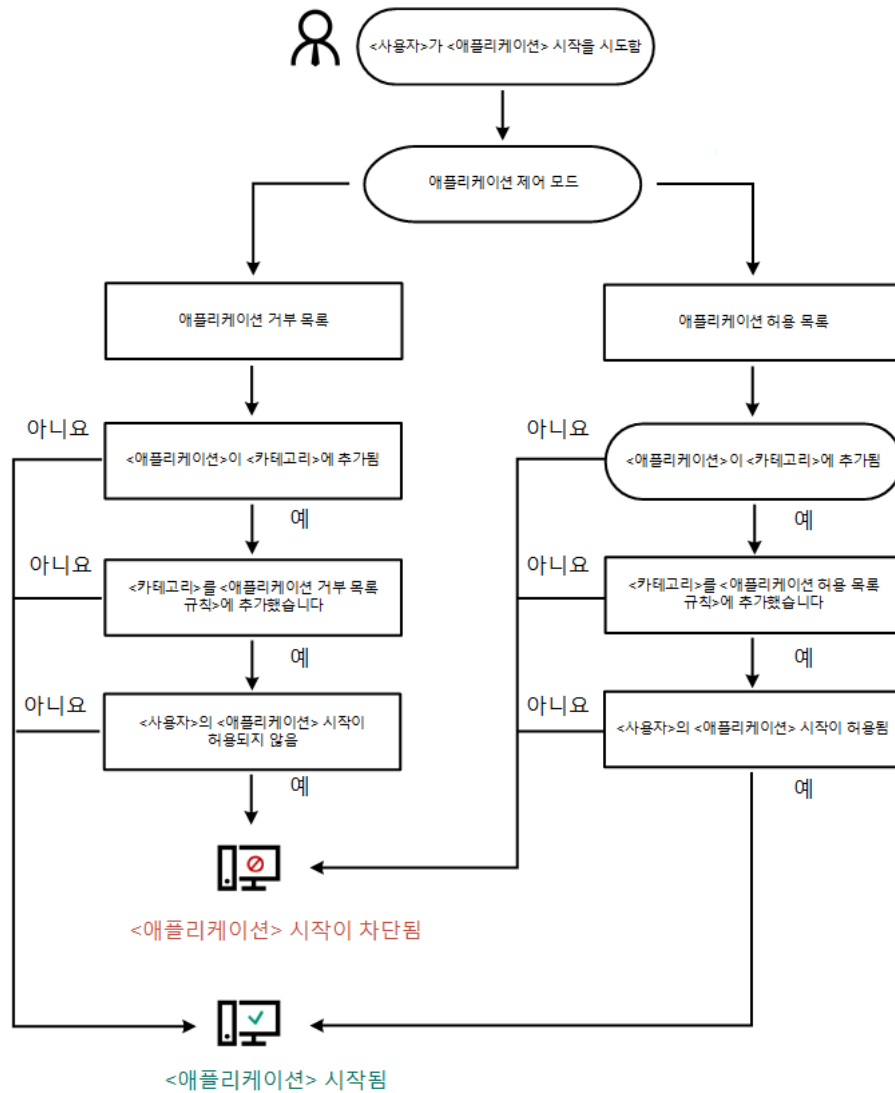 <사용자>가 <애플리케이션> 시작을 시도함
애플리케이션 제어 모드
애플리케이션 거부 목록
애플리케이션 허용 목록
아니요
<애플리케이션>이 <카테고리>에 추가됨
예
아니요
<애플리케이션>이 <카테고리>에 추가됨
예
아니요
<카테고리>를 <애플리케이션 거부 목록
규칙>에 추가했습니다
예
아니요
<카테고리>를 <애플리케이션 허용 목록
규칙>에 추가했습니다
예
아니요
<사용자>의 <애플리케이션> 시작이
허용되지 않음
예
아니요
<사용자>의 <애플리케이션> 시작이 허용됨
예
<애플리케이션> 시작이 차단됨
<애플리케이션> 시작됨